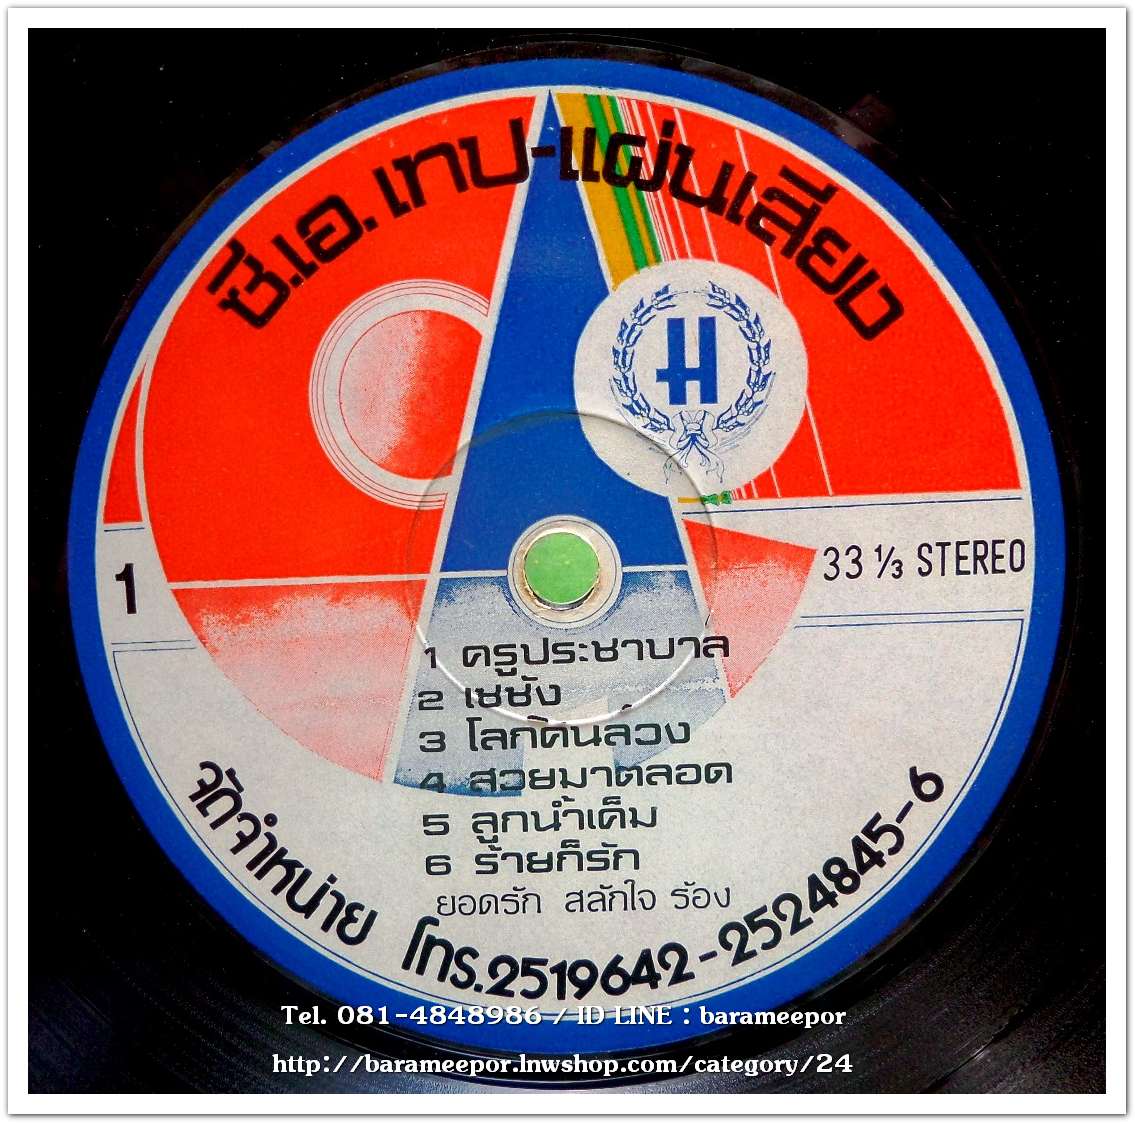 ซี.เอ.เทป-แผ่นเสียง
H
33 ⅓ STEREO
1
1 ครูประชาบาล
2 เซซัง
3 โลกคีนล่วง
4 สวยมาตลอด
5 ลูกน้ำเค็ม
6 ร้ายก็รัก
ยอดรัก สลักใจ ร้อง
จัดจำหน่าย โทร.2519642-2524845-6
Tel. 081-4848986 / ID LINE : barameepor
http://barameepor.lnwshop.com/category/24